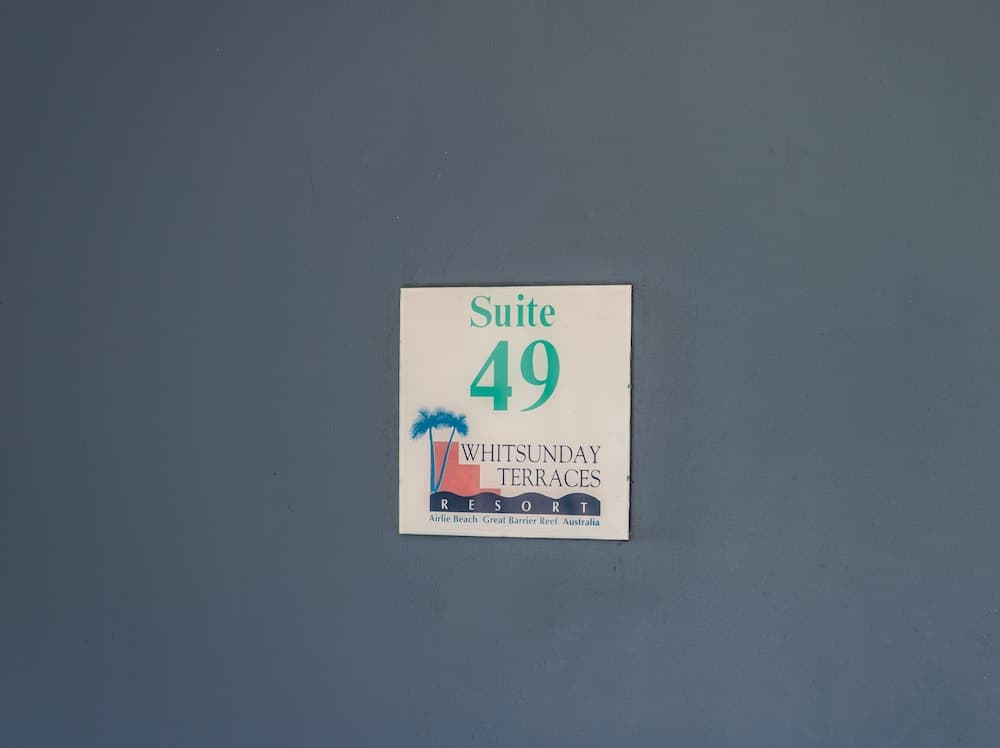 Suite
49
WHITSUNDAY
TERRACES
RESORT
Airlie Beach Great Barrier Reef Australia